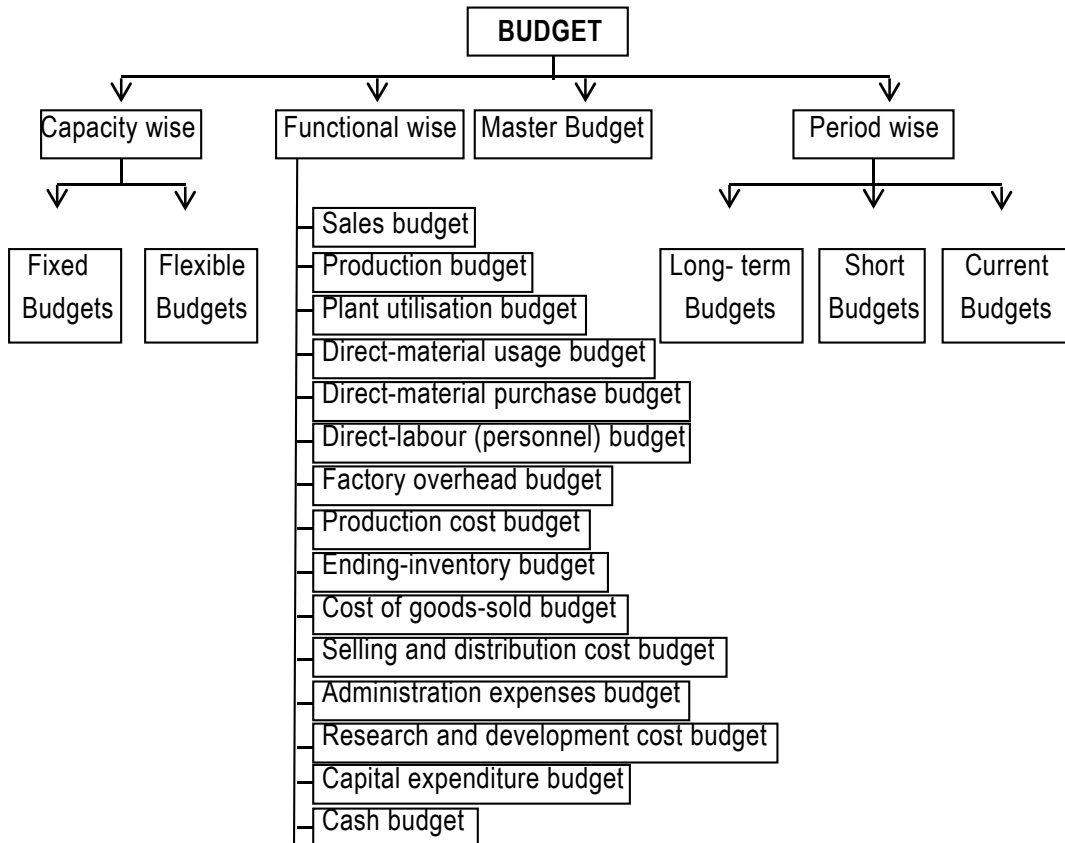 BUDGET
Capacity wise
Functional wise
Master Budget
Period wise
Fixed
Budgets
Flexible
Budgets
Sales budget
Production budget
Plant utilisation budget
Direct-material usage budget
Direct-material purchase budget
Direct-labour (personnel) budget
Factory overhead budget
Production cost budget
Ending-inventory budget
Cost of goods-sold budget
Selling and distribution cost budget
Administration expenses budget
Research and development cost budget
Capital expenditure budget
Cash budget
Long- term
Budgets
Short
Budgets
Current
Budgets